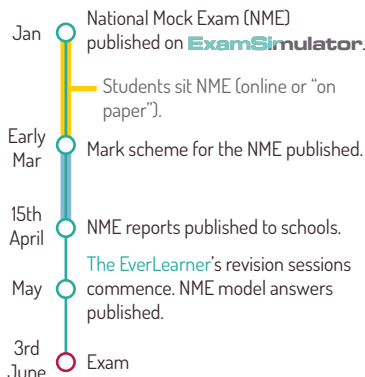 Jan
National Mock Exam (NME)
published on ExamSimulator.
Students sit NME (online or “on
paper”).
Early
Mar
Mark scheme for the NME published.
15th
April
NME reports published to schools.
The EverLearner’s revision sessions
May
commence. NME model answers
published.
3rd
June
Exam